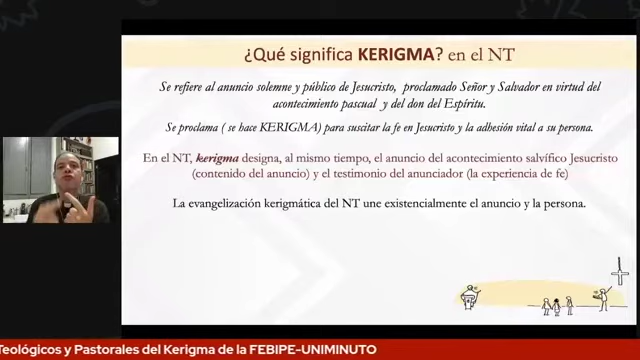 ¿Qué significa KERIGMA? en el NT
Se refiere al anuncio solemne y público de Jesucristo, proclamado Señor y Salvador en virtud del
acontecimiento pascual y del don del Espíritu.
Se proclama ( se hace KERIGMA) para suscitar la fe en Jesucristo y la adhesión vital a su persona.
En el NT, kerigma designa, al mismo tiempo, el anuncio del acontecimiento salvífico Jesucristo
(contenido del anuncio) y el testimonio del anunciador (la experiencia de fe)
La evangelización kerigmática del NT une existencialmente el anuncio y la persona.
Teológicos y Pastorales del Kerigma de la FEBIPE-UNIMINUTO